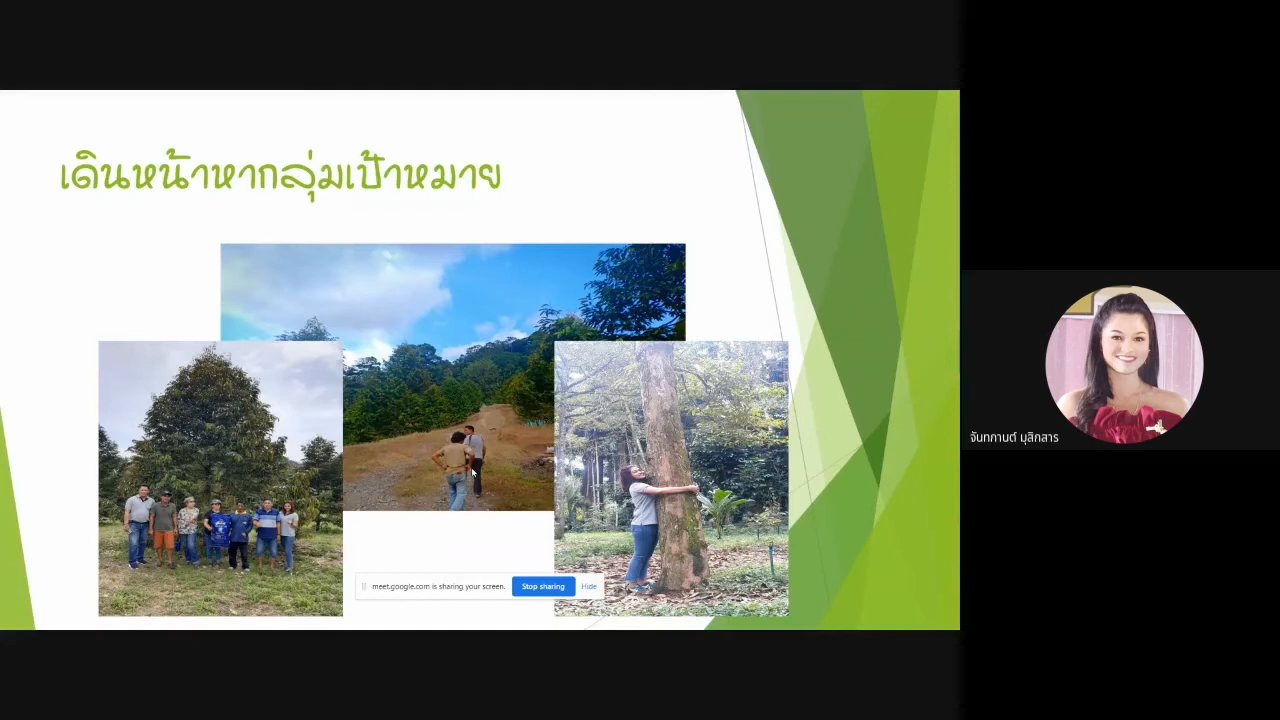 เดินหน้าหากลุ่มเป้าหมาย
จันทกานต์ มุสิกสาร
meet.google.com is sharing your screen.
Stop sharing
Hide